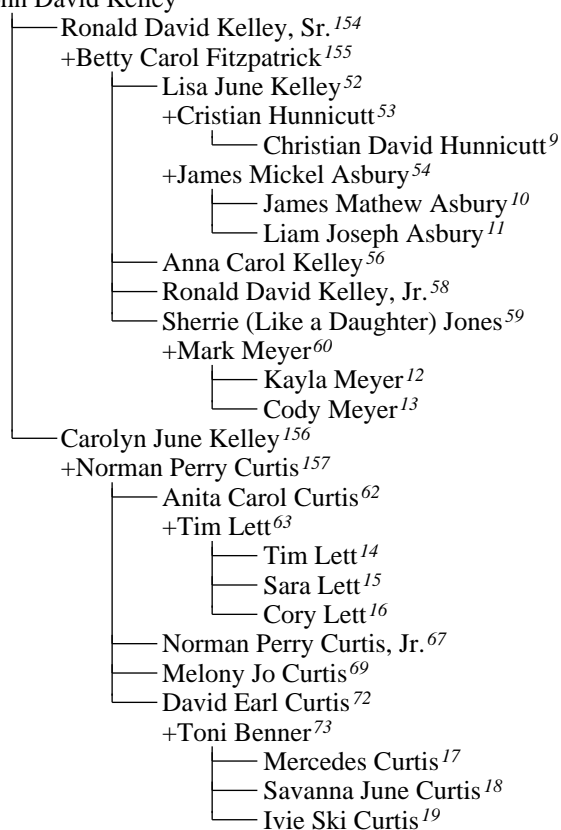 David Kelley
Ronald David Kelley, Sr.154
+Betty Carol Fitzpatrick155
Lisa June Kelley52
+Cristian Hunnicutt53
Christian David Hunnicutt9
+James Mickel Asbury54
James Mathew Asbury10
Liam Joseph Asbury11
Anna Carol Kelley56
Ronald David Kelley, Jr.58
Sherrie (Like a Daughter) Jones59
+Mark Meyer60
Kayla Meyer12
Cody Meyer13
Carolyn June Kelley156
+Norman Perry Curtis157
Anita Carol Curtis62
+Tim Lett63
Tim Lett14
Sara Lett15
Cory Lett16
Norman Perry Curtis, Jr.67
Melony Jo Curtis69
David Earl Curtis72
+Toni Benner73
Mercedes Curtis17
Savanna June Curtis18
Ivie Ski Curtis19